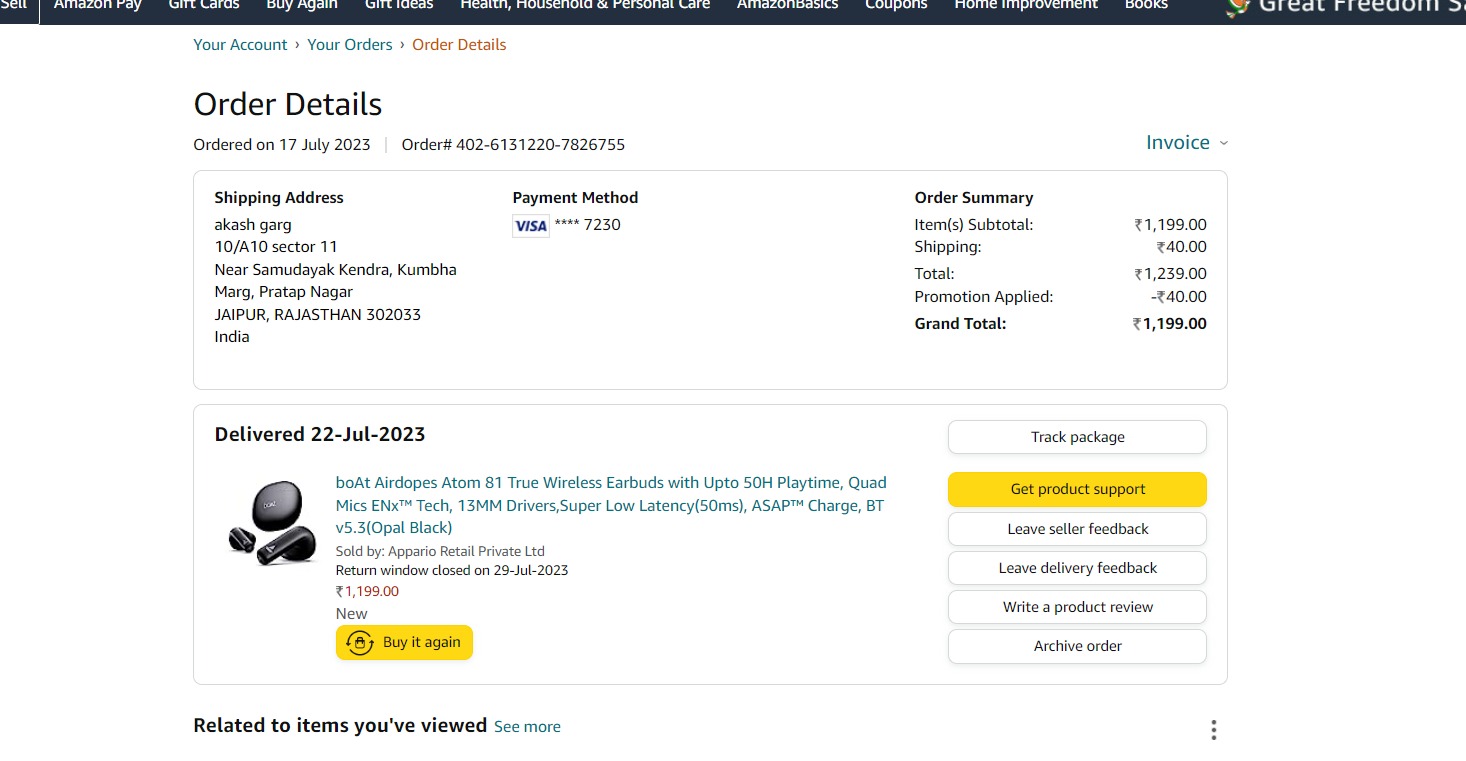 Sell Amazon Pay Gift Cards Buy Again Gift Ideas Health, Household & Personal Care AmazonBasics Coupons Home Improvement Books Great Freedom Sa
Your Account › Your Orders › Order Details
Order Details
Ordered on 17 July 2023 | Order# 402-6131220-7826755
Invoice
Shipping Address
akash garg
10/A10 sector 11
Near Samudayak Kendra, Kumbha
Marg, Pratap Nagar
JAIPUR, RAJASTHAN 302033
India
Payment Method
VISA **** 7230
Order Summary
Item(s) Subtotal: ₹1,199.00
Shipping: ₹40.00
Total: ₹1,239.00
Promotion Applied: -₹40.00
Grand Total: ₹1,199.00
Delivered 22-Jul-2023
boAt
boAt Airdopes Atom 81 True Wireless Earbuds with Upto 50H Playtime, Quad
Mics ENx™ Tech, 13MM Drivers,Super Low Latency(50ms), ASAP™ Charge, BT
v5.3(Opal Black)
Sold by: Appario Retail Private Ltd
Return window closed on 29-Jul-2023
₹1,199.00
New
Buy it again
Track package
Get product support
Leave seller feedback
Leave delivery feedback
Write a product review
Archive order
Related to items you've viewed See more